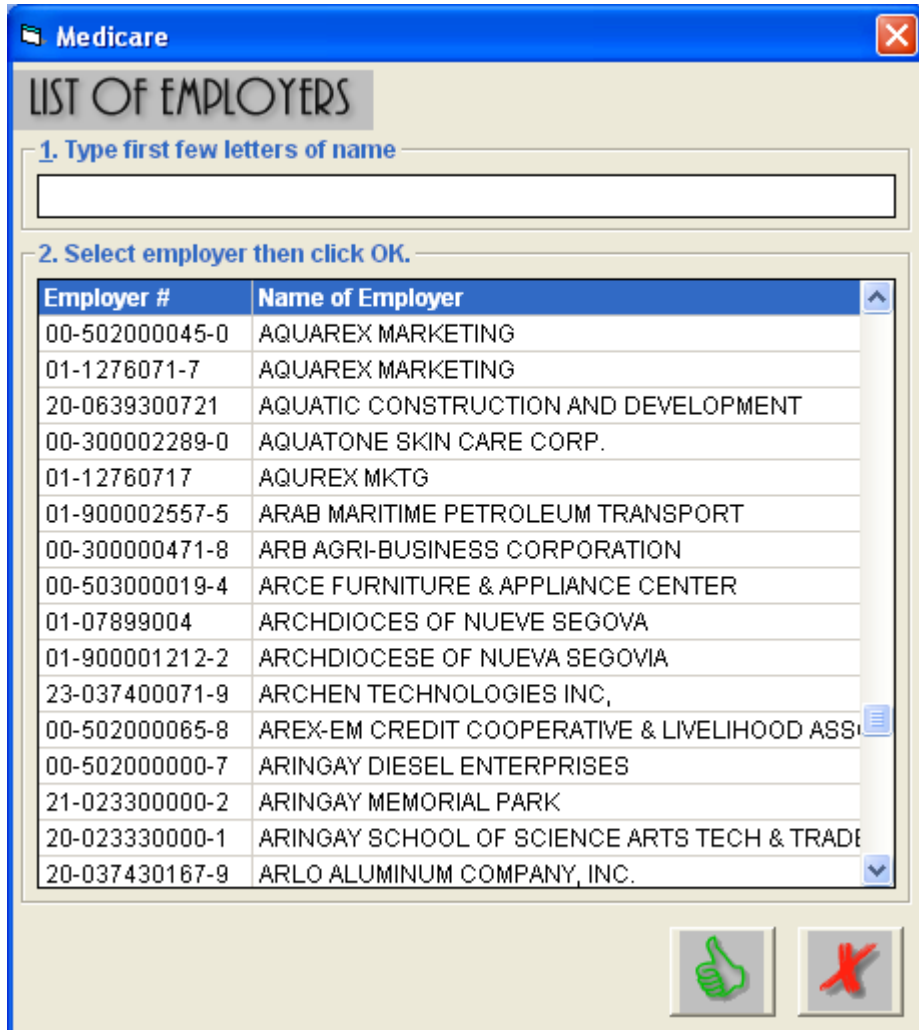 Medicare
LIST OF EMPLOYERS
1. Type first few letters of name
2. Select employer then click OK.
Employer # Name of Employer
00-502000045-0 AQUAREX MARKETING
01-1276071-7 AQUAREX MARKETING
20-0639300721 AQUATIC CONSTRUCTION AND DEVELOPMENT
00-300002289-0 AQUATONE SKIN CARE CORP.
01-12760717 AQUREX MKTG
01-900002557-5 ARAB MARITIME PETROLEUM TRANSPORT
00-300000471-8 ARB AGRI-BUSINESS CORPORATION
00-503000019-4 ARCE FURNITURE & APPLIANCE CENTER
01-07899004 ARCHDIOCES OF NUEVE SEGOVA
01-900001212-2 ARCHDIOCESE OF NUEVA SEGOVIA
23-037400071-9 ARCHEN TECHNOLOGIES INC,
00-502000065-8 AREX-EM CREDIT COOPERATIVE & LIVELIHOOD
00-502000000-7 ARINGAY DIESEL ENTERPRISES
21-023300000-2 ARINGAY MEMORIAL PARK
20-023330000-1 ARINGAY SCHOOL OF SCIENCE ARTS TECH & TRADE
20-037430167-9 ARLO ALUMINUM COMPANY, INC.